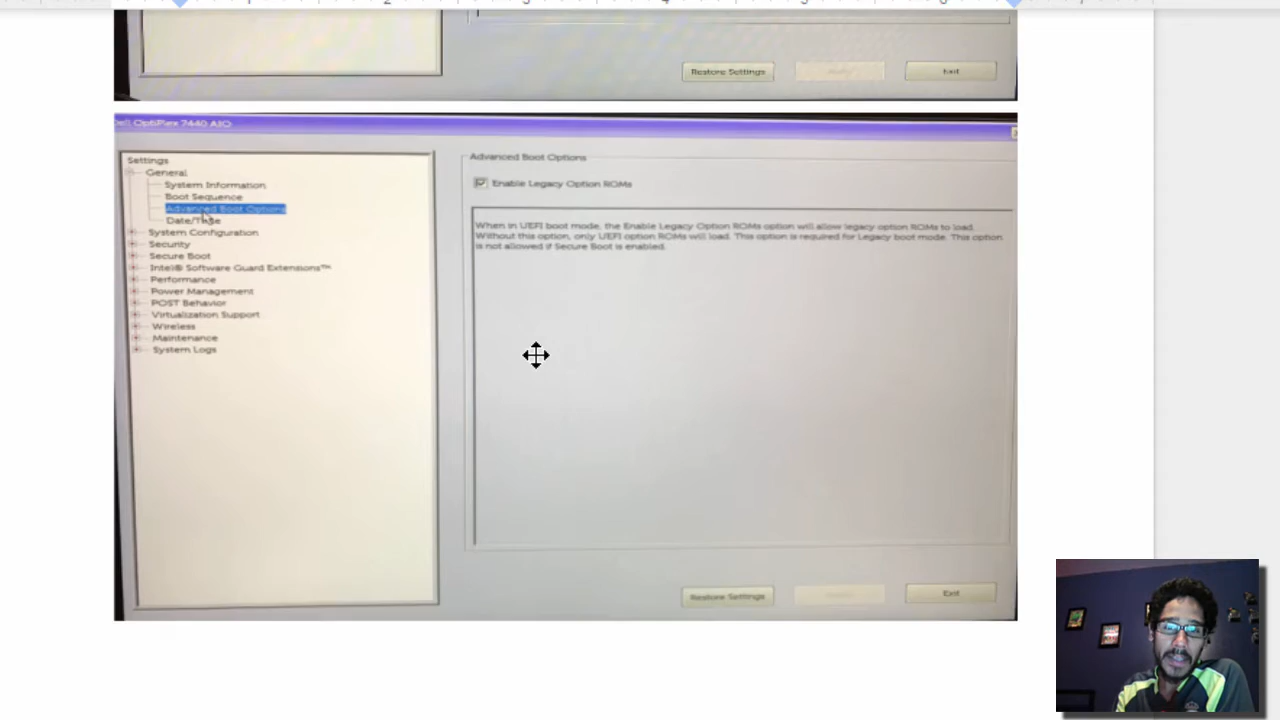 Restore Settings
Exit
Dell OptiPlex 7440 AIO
Settings
General
System Information
Boot Sequence
Advanced Boot Options
Date/Time
System Configuration
Security
Secure Boot
Intel® Software Guard Extensions™
Performance
Power Management
POST Behavior
Virtualization Support
Wireless
Maintenance
System Logs
Advanced Boot Options
Enable Legacy Option ROMs
When in UEFI boot mode, the Enable Legacy Option ROMs option will allow legacy option ROMs to load.
Without this option, only UEFI option ROMs will load. This option is required for Legacy boot mode. This option
is not allowed if Secure Boot is enabled.
Restore Settings
Exit